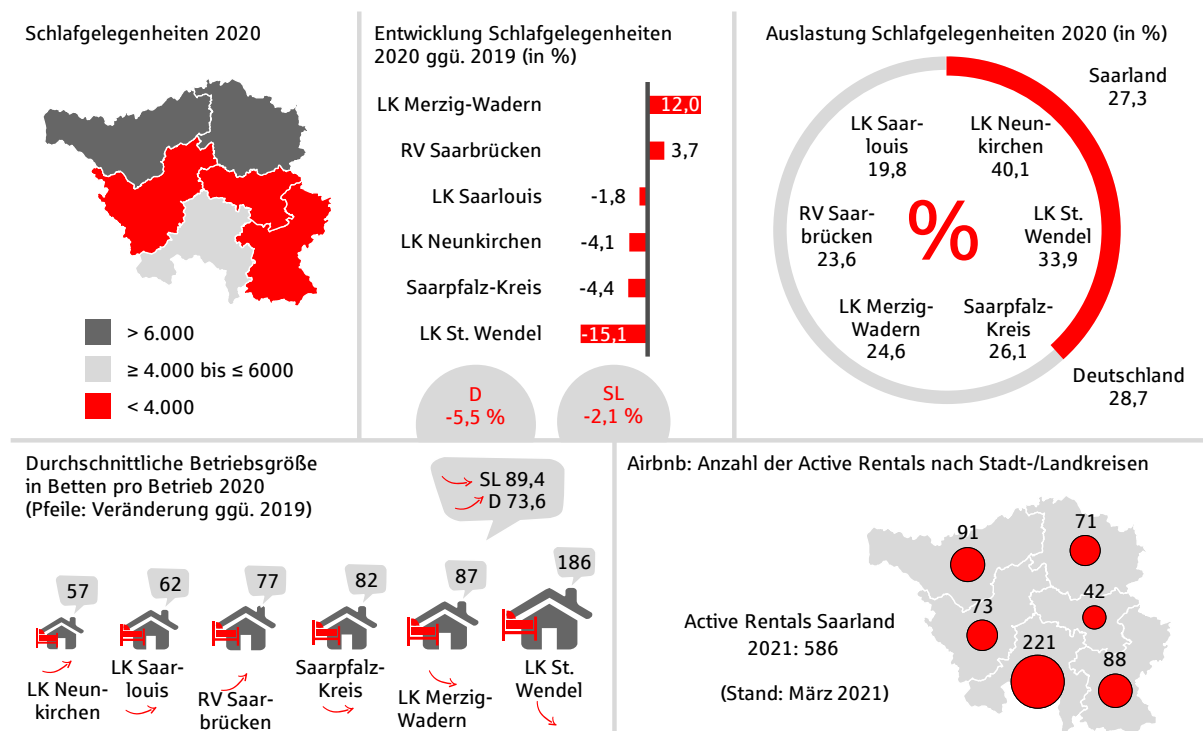 Schlafgelegenheiten 2020
> 6.000
≥ 4.000 bis ≤ 6000
< 4.000
Entwicklung Schlafgelegenheiten
2020 ggü. 2019 (in %)
LK Merzig-Wadern
12,0
RV Saarbrücken
3,7
LK Saarlouis
-1,8
LK Neunkirchen
-4,1
Saarpfalz-Kreis
-4,4
LK St. Wendel
-15,1
D
-5,5 %
SL
-2,1 %
Auslastung Schlafgelegenheiten 2020 (in %)
Saarland
27,3
LK Saar-
louis
19,8
LK Neun-
kirchen
40,1
RV Saar-
brücken
23,6
%
LK St.
Wendel
33,9
LK Merzig-
Wadern
24,6
Saarpfalz-
Kreis
26,1
Deutschland
28,7
Durchschnittliche Betriebsgröße
in Betten pro Betrieb 2020
(Pfeile: Veränderung ggü. 2019)
SL 89,4
D 73,6
57
62
77
82
87
186
LK Neun-
kirchen
LK Saar-
louis
RV Saar-
brücken
Saarpfalz-
Kreis
LK Merzig-
Wadern
LK St.
Wendel
Airbnb: Anzahl der Active Rentals nach Stadt-/Landkreisen
91
71
73
42
221
88
Active Rentals Saarland
2021: 586
(Stand: März 2021)